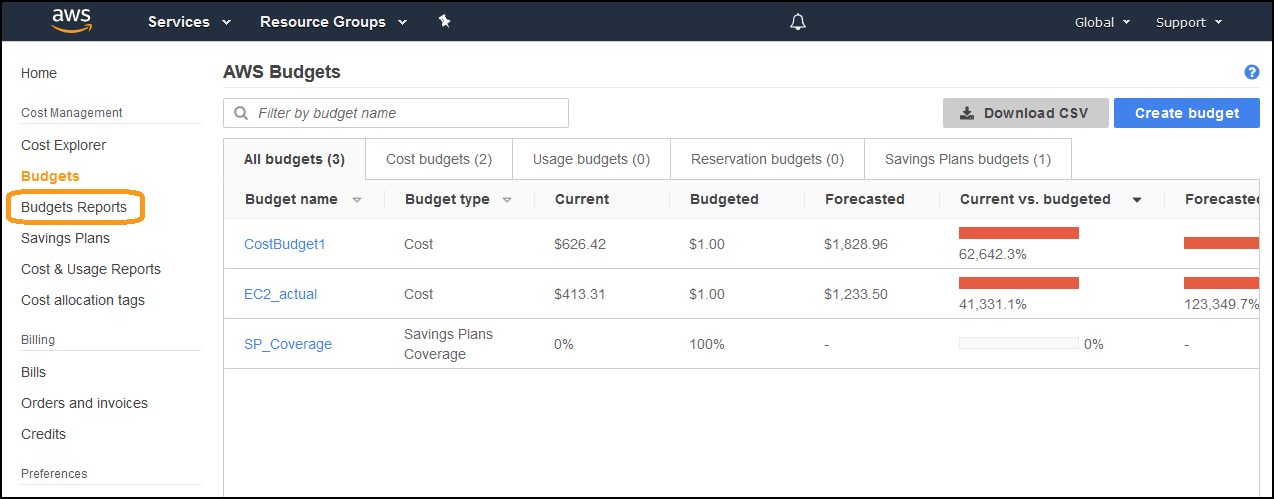 aws Services Resource Groups Global Support
Home
Cost Management
Cost Explorer
Budgets
Budgets Reports
Savings Plans
Cost & Usage Reports
Cost allocation tags
Billing
Bills
Orders and invoices
Credits
Preferences
AWS Budgets ?
Filter by budget name Download CSV Create budget
All budgets (3) Cost budgets (2) Usage budgets (0) Reservation budgets (0) Savings Plans budgets (1)
Budget name Budget type Current Budgeted Forecasted Current vs. budgeted Forecasted
CostBudget1 Cost $626.42 $1.00 $1,828.96 62,642.3%
EC2_actual Cost $413.31 $1.00 $1,233.50 41,331.1% 123,349.7%
SP_Coverage Savings Plans Coverage 0% 100% - 0% -